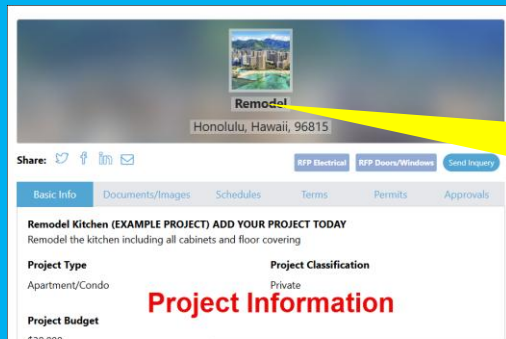 Remodel
Honolulu, Hawaii, 96815
Share:
RFP Electrical RFP Doors/Windows Send Inquery
Basic Info Documents/Images Schedules Terms Permits Approvals
Remodel Kitchen (EXAMPLE PROJECT) ADD YOUR PROJECT TODAY
Remodel the kitchen including all cabinets and floor covering
Project Type Project Classification
Apartment/Condo Private
Project Information
Project Budget